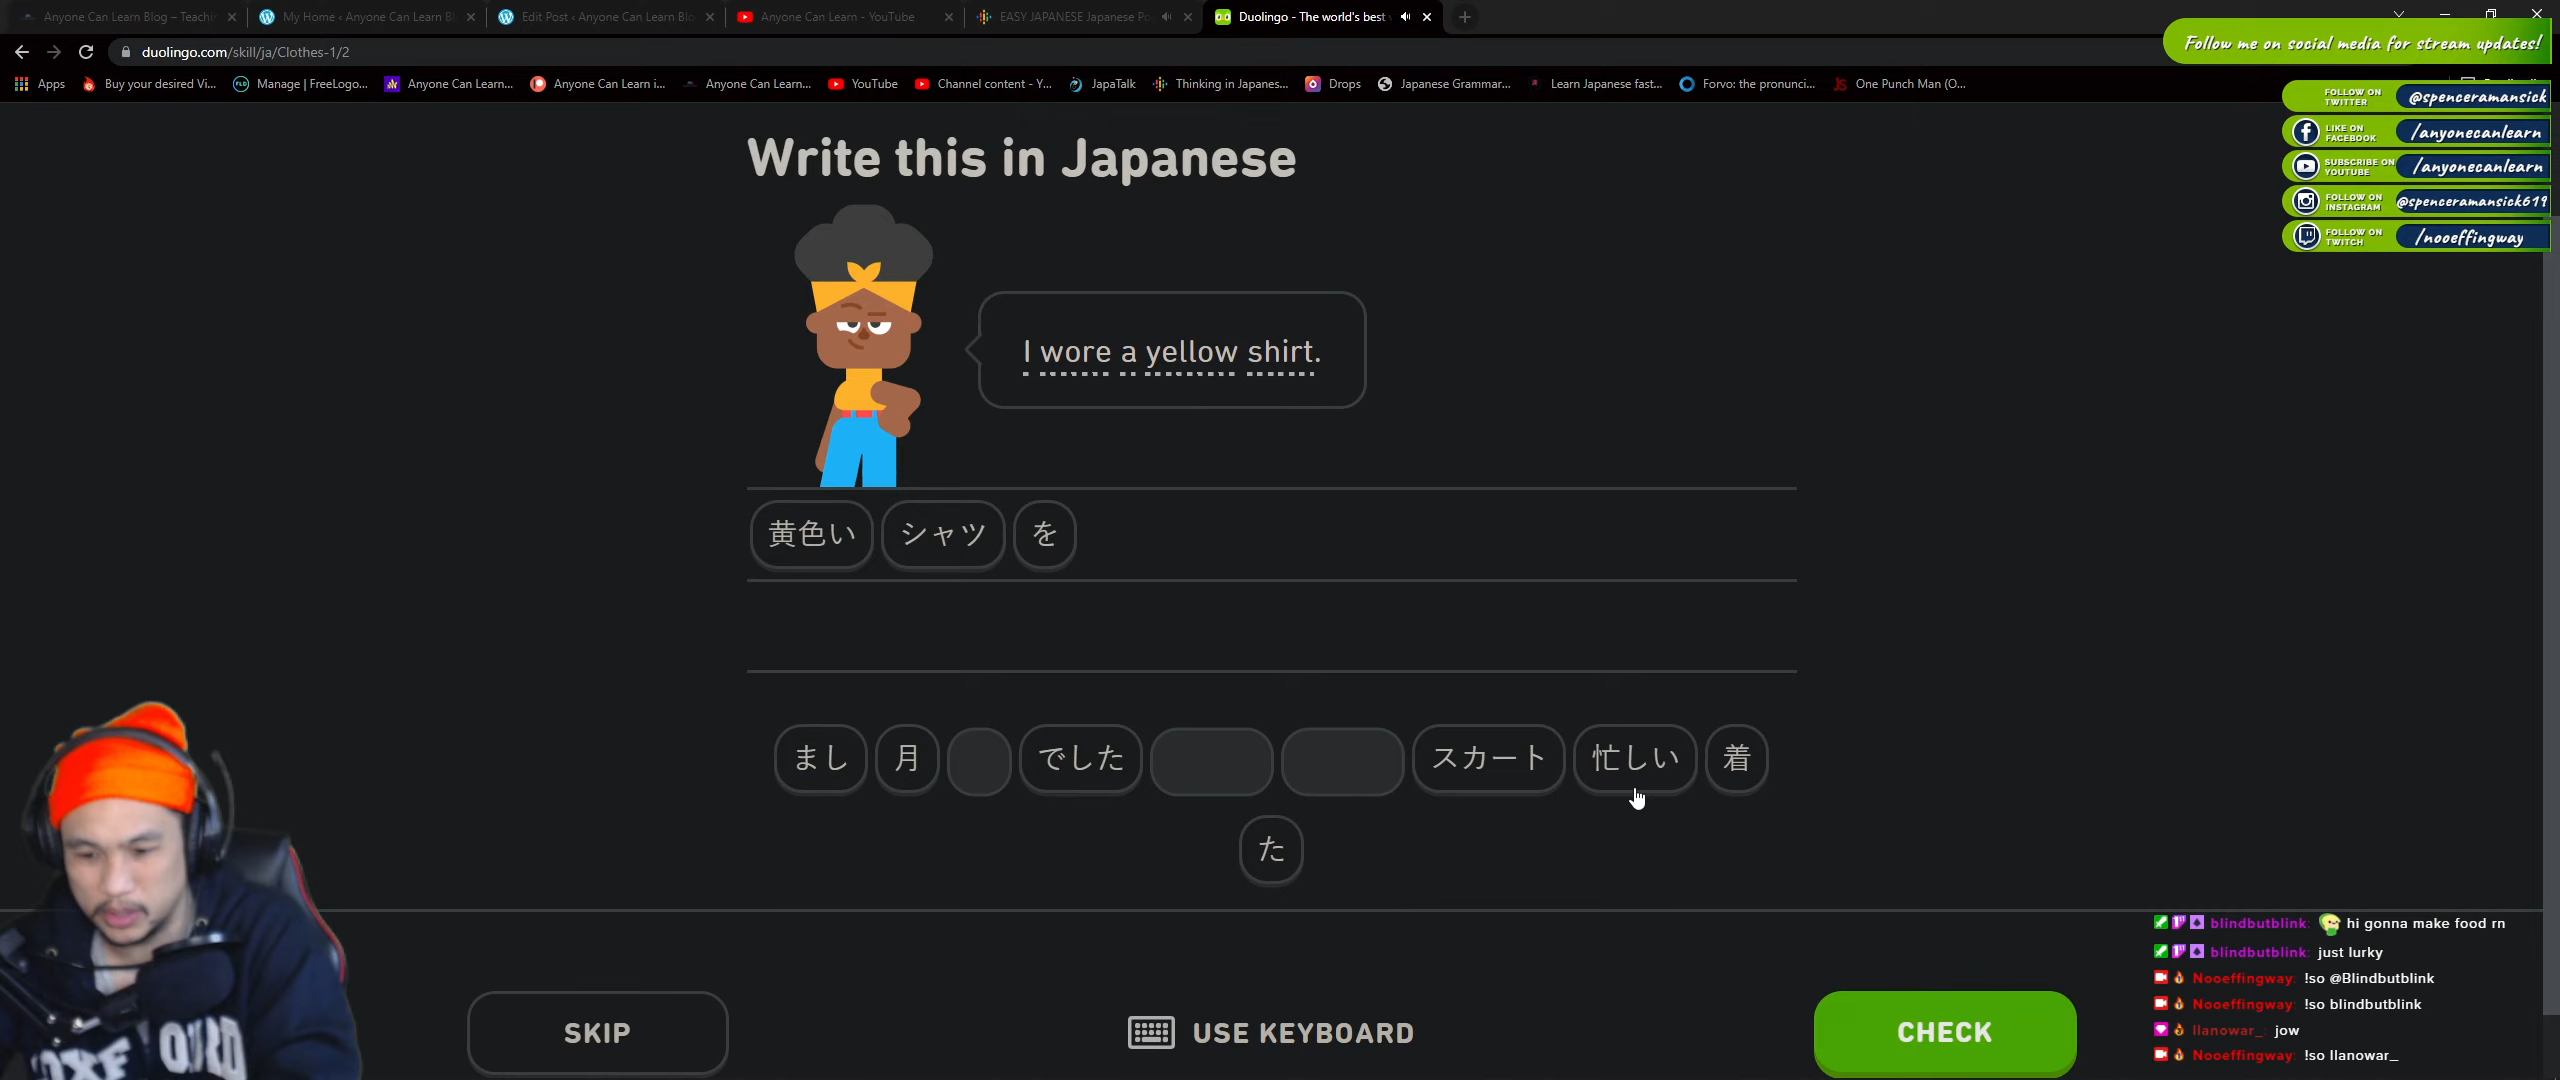 Anyone Can Learn Blog – Teachin
My Home ‹ Anyone Can Learn Bl
Edit Post ‹ Anyone Can Learn Blo
Anyone Can Learn - YouTube
EASY JAPANESE Japanese Po
Duolingo - The world's best
duolingo.com/skill/ja/Clothes-1/2
Follow me on social media for stream updates!
Apps
Buy your desired Vi...
Manage | FreeLogo...
Anyone Can Learn...
Anyone Can Learn i...
Anyone Can Learn...
YouTube
Channel content - Y...
JapaTalk
Thinking in Japanes...
Drops
Japanese Grammar...
Learn Japanese fast...
Forvo: the pronunci...
One Punch Man (O...
FOLLOW ON TWITTER
@spenceramansick
LIKE ON FACEBOOK
/anyonecanlearn
SUBSCRIBE ON YOUTUBE
/anyonecanlearn
FOLLOW ON INSTAGRAM
@spenceramansick619
FOLLOW ON TWITCH
/nooeffingway
Write this in Japanese
I wore a yellow shirt.
黄色い シャツ を
まし 月 でした スカート 忙しい 着
た
SKIP
USE KEYBOARD
CHECK
blindbutblink: hi gonna make food rn
blindbutblink: just lurky
Nooeffingway: !so @Blindbutblink
Nooeffingway: !so blindbutblink
llanowar_: jow
Nooeffingway: !so llanowar_